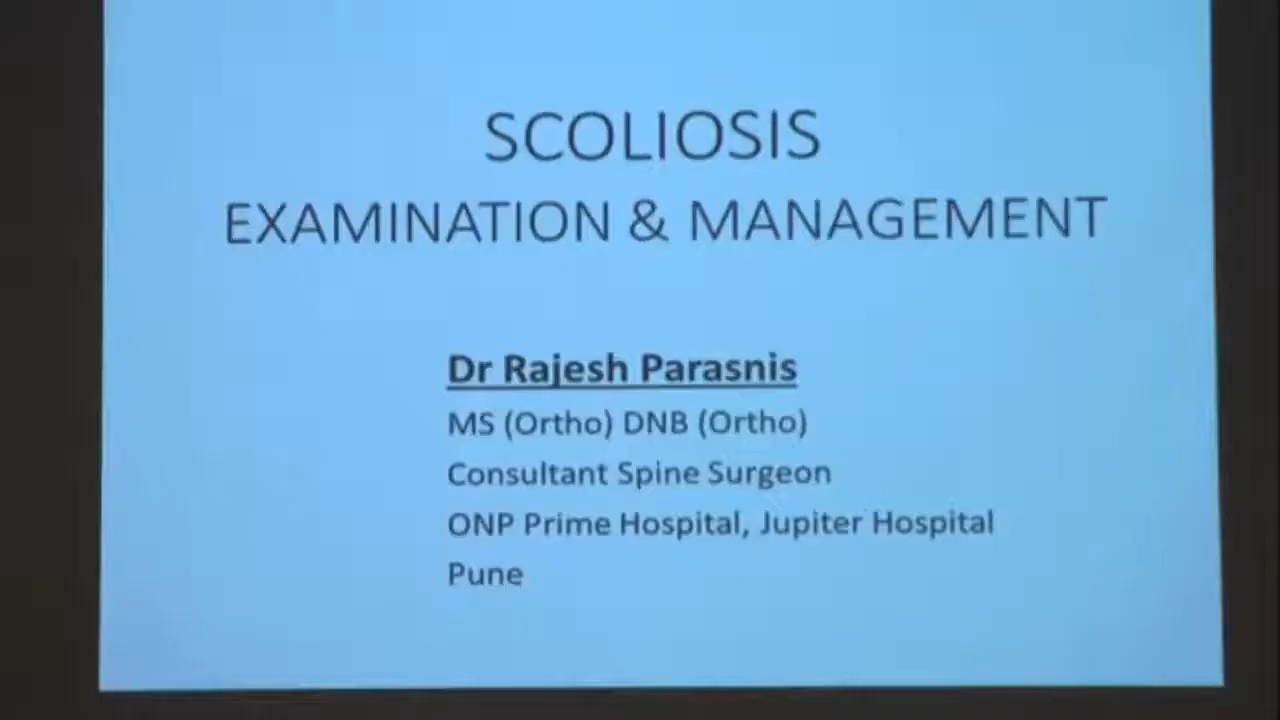 SCOLIOSIS
EXAMINATION & MANAGEMENT
Dr Rajesh Parasnis
MS (Ortho) DNB (Ortho)
Consultant Spine Surgeon
ONP Prime Hospital, Jupiter Hospital
Pune